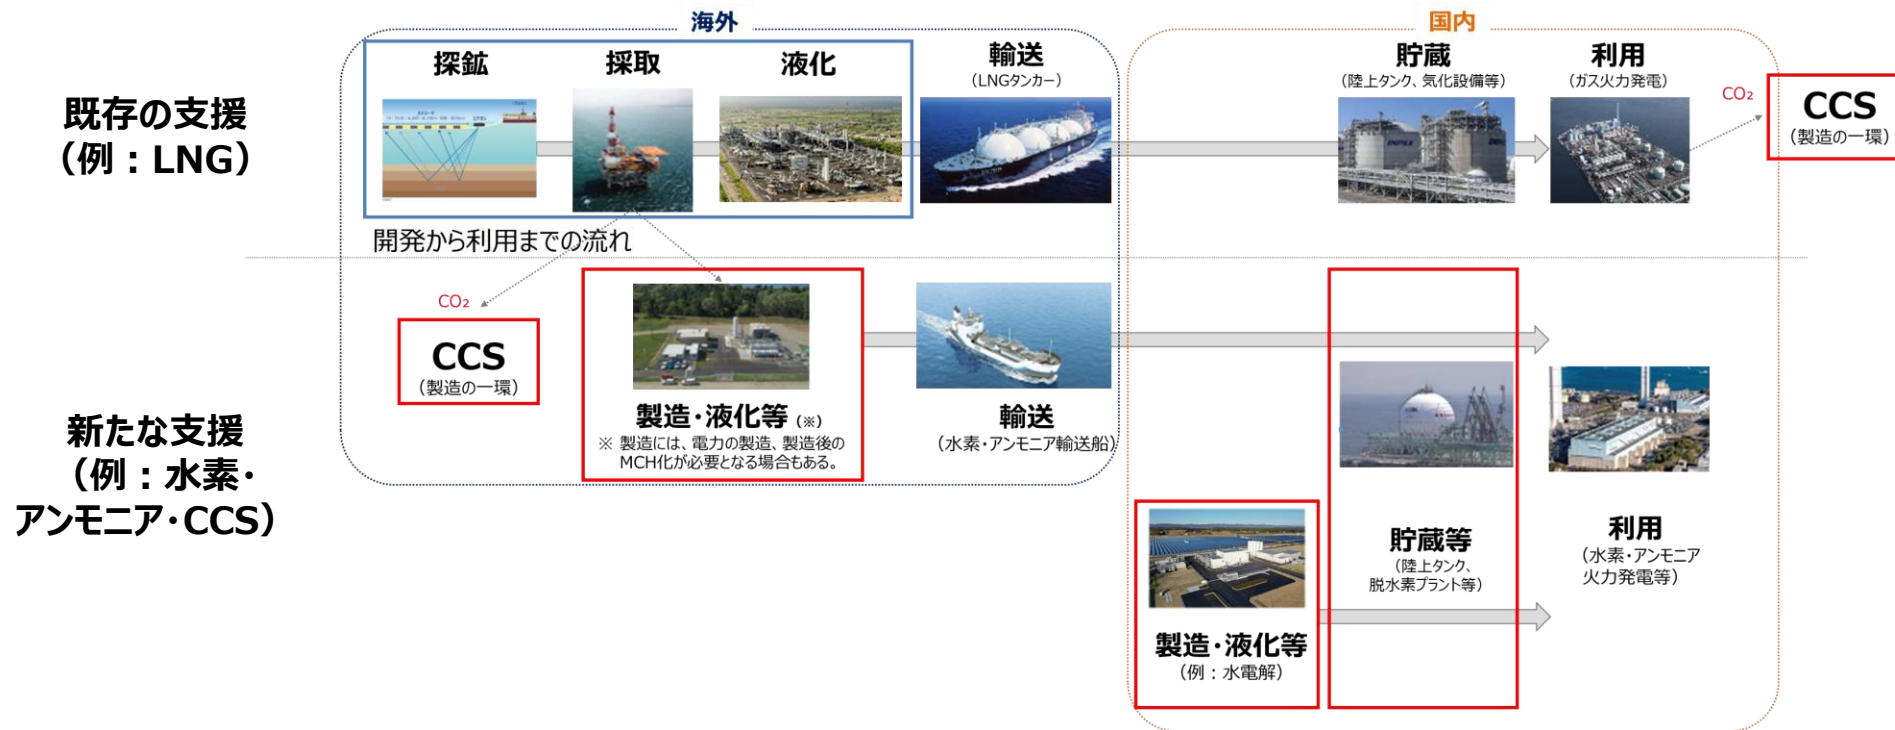 海外
国内
既存の支援
（例：LNG）
探鉱
採取
液化
輸送
（LNGタンカー）
貯蔵
（陸上タンク、気化設備等）
利用
（ガス火力発電）
CO₂
CCS
（製造の一環）
INPEX
開発から利用までの流れ
新たな支援
（例：水素・
アンモニア・CCS）
CO₂
CCS
（製造の一環）
製造・液化等（※）
※ 製造には、電力の製造、製造後の
MCH化が必要となる場合もある。
輸送
（水素・アンモニア輸送船）
製造・液化等
（例：水電解）
貯蔵等
（陸上タンク、
脱水素プラント等）
利用
（水素・アンモニア
火力発電等）